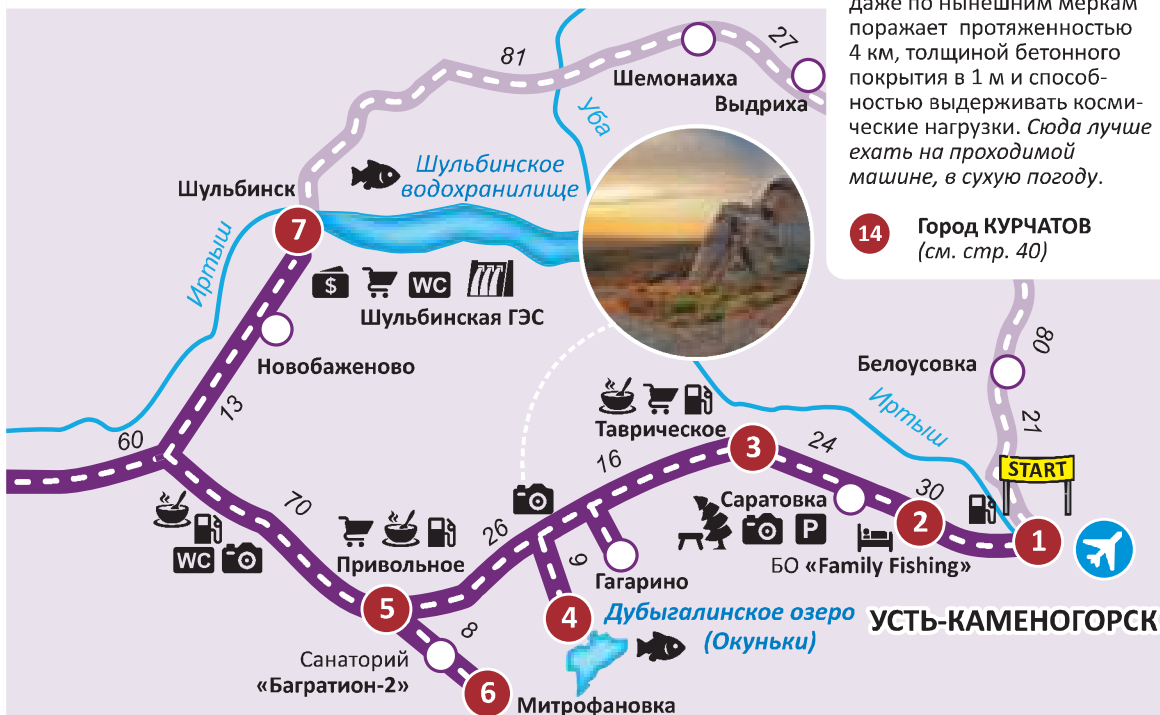 даже по нынешним меркам
поражает протяженностью
4 км, толщиной бетонного
покрытия в 1 м и способ-
ностью выдерживать косми-
ческие нагрузки. Сюда лучше
ехать на проходимой
машине, в сухую погоду.
14 Город КУРЧАТОВ
(см. стр. 40)
81
27
Шемонаиха
Выдриха
Уба
Шульбинское
водохранилище
Шульбинск
7
Иртыш
$ WC
Шульбинская ГЭС
Новобаженово
13
60
80
Белоусовка
21
Иртыш
Таврическое
3
24
16
START
30
Саратовка
P
2
1
БО «Family Fishing»
70
WC
26
Привольное
5
9
Гагарино
4
Дубыгалинское озеро
(Окуньки)
УСТЬ-КАМЕНОГОРСК
8
Санаторий
«Багратион-2»
6
Митрофановка